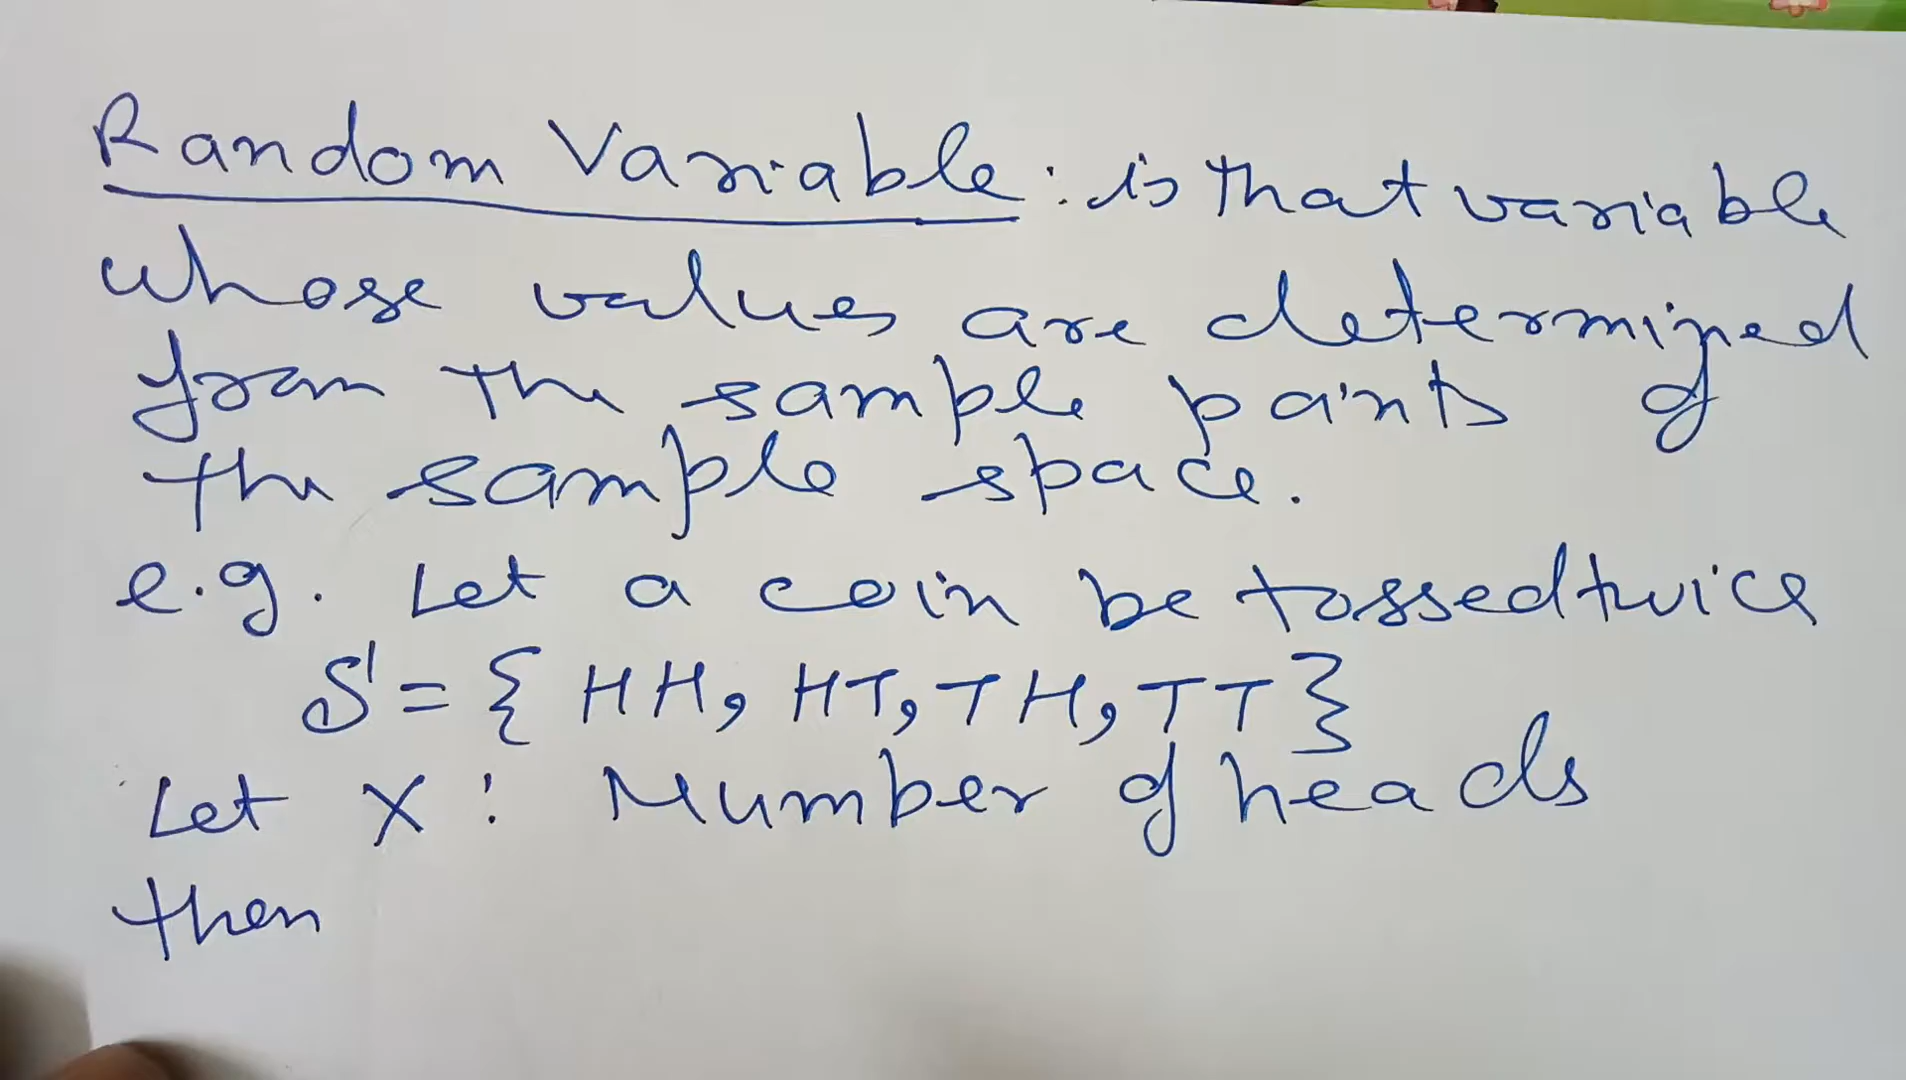 Random Variable : is that variable
whose values are determined
from the sample points of
the sample space.
e.g. Let a coin be tossed twice
S = { HH, HT, TH, TT }
Let X : Number of heads
then